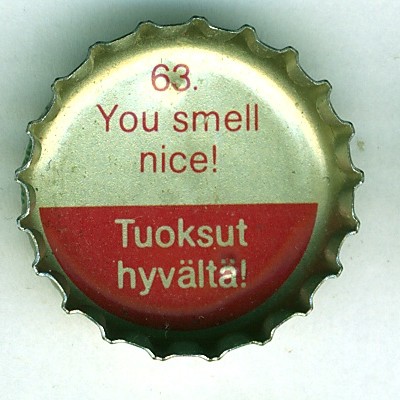 63.
You smell
nice!
Tuoksut
hyvältä!